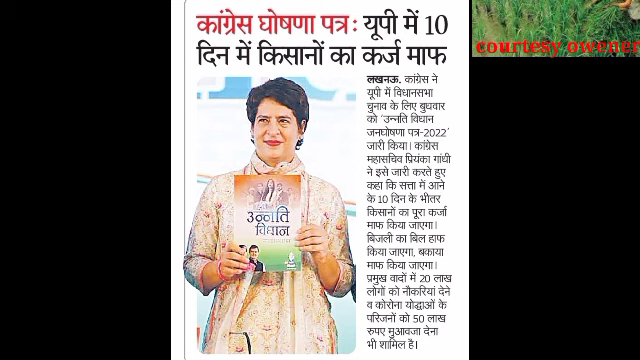 कांग्रेस घोषणा पत्र: यूपी में 10
दिन में किसानों का कर्ज माफ
courtesy owener
लखनऊ. कांग्रेस ने
यूपी में विधानसभा
चुनाव के लिए बुधवार
को 'उन्नति विधान
जनघोषणा पत्र-2022'
जारी किया। कांग्रेस
महासचिव प्रियंका गांधी
ने इसे जारी करते हुए
कहा कि सत्ता में आने
के 10 दिन के भीतर
किसानों का पूरा कर्जा
माफ किया जाएगा।
बिजली का बिल हाफ
किया जाएगा, बकाया
माफ किया जाएगा।
प्रमुख वादों में 20 लाख
लोगों को नौकरियां देने
व कोरोना योद्धाओं के
परिजनों को 50 लाख
रुपए मुआवजा देना
भी शामिल है।
उन्नति
विधान